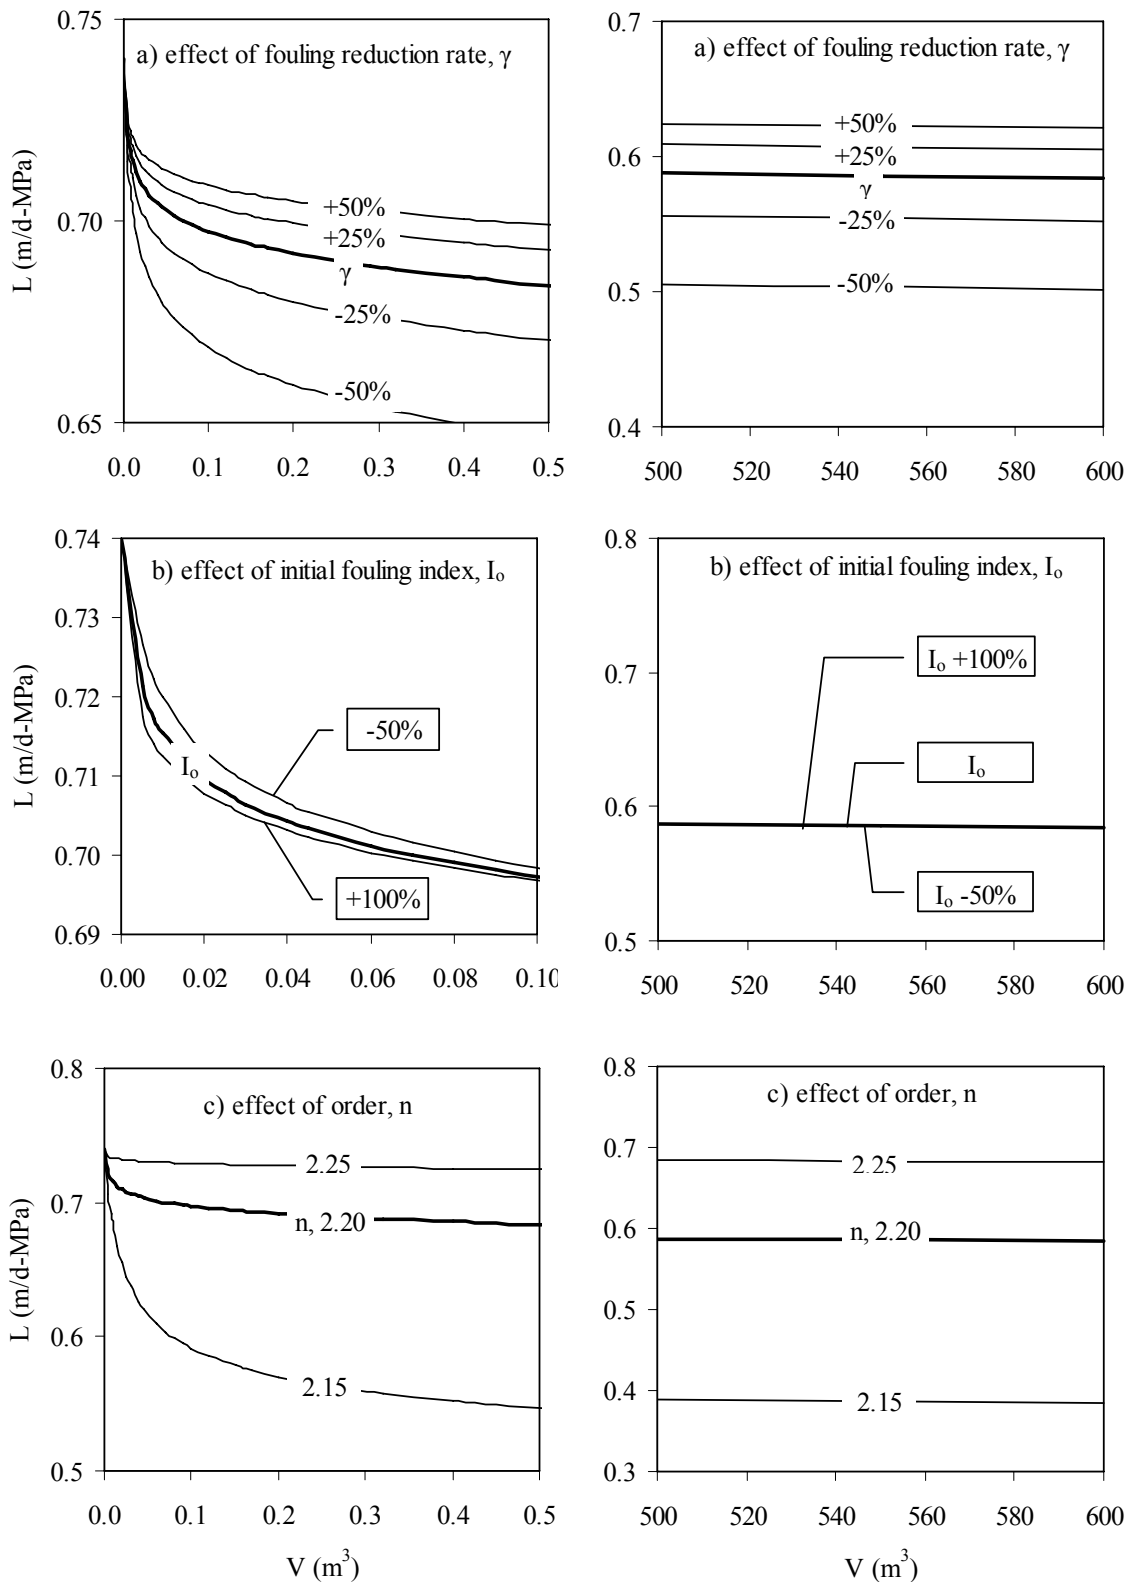 a) effect of fouling reduction rate, γ
L (m/d-MPa)
0.75
0.70
0.65
+50%
+25%
γ
-25%
-50%
0.0 0.1 0.2 0.3 0.4 0.5
a) effect of fouling reduction rate, γ
0.7
0.6
0.5
0.4
+50%
+25%
γ
-25%
-50%
500 520 540 560 580 600
b) effect of initial fouling index, Iₒ
L (m/d-MPa)
0.74
0.73
0.72
0.71
0.70
0.69
-50%
Iₒ
+100%
0.00 0.02 0.04 0.06 0.08 0.10
b) effect of initial fouling index, Iₒ
0.8
0.7
0.6
0.5
Iₒ +100%
Iₒ
Iₒ -50%
500 520 540 560 580 600
c) effect of order, n
L (m/d-MPa)
0.8
0.7
0.6
0.5
2.25
n, 2.20
2.15
0.0 0.1 0.2 0.3 0.4 0.5
V (m³)
c) effect of order, n
0.8
0.7
0.6
0.5
0.4
0.3
2.25
n, 2.20
2.15
500 520 540 560 580 600
V (m³)